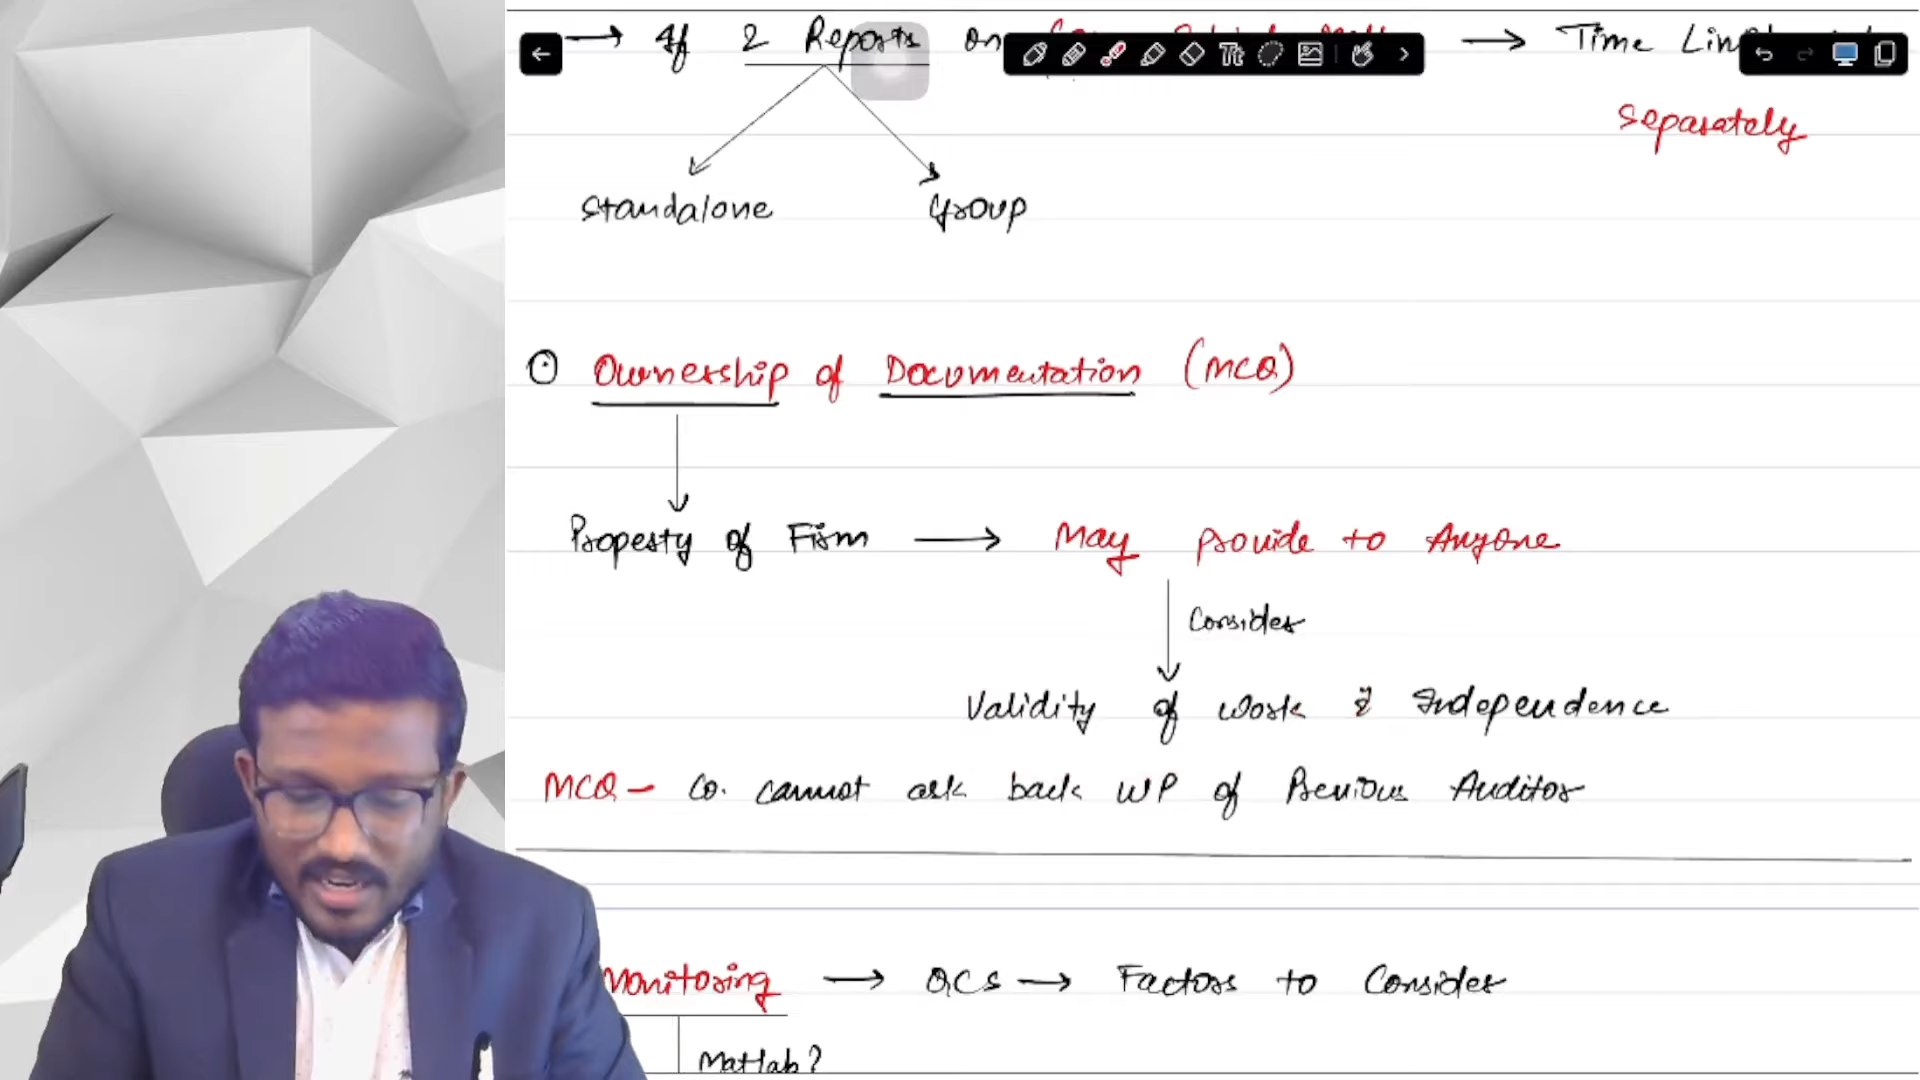 → If 2 Reports on → Time
Separately
Standalone Group
Ownership of Documentation (MCQ)
Property of Firm → May provide to Anyone
Consider
Validity of Work & Independence
MCQ - Co. cannot ask back WP of Previous Auditor
Monitoring → QCS → Factors to Consider
Matlab?